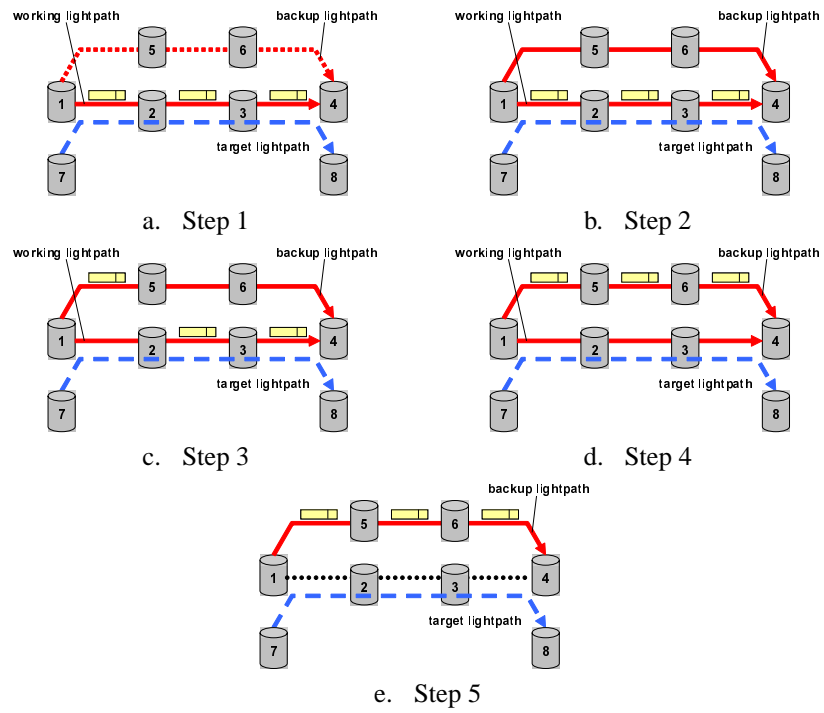 working lightpath backup lightpath
5 6
1 2 3 4
target lightpath
7 8
a. Step 1
working lightpath backup lightpath
5 6
1 2 3 4
target lightpath
7 8
b. Step 2
working lightpath backup lightpath
5 6
1 2 3 4
target lightpath
7 8
c. Step 3
working lightpath backup lightpath
5 6
1 2 3 4
target lightpath
7 8
d. Step 4
backup lightpath
5 6
1 2 3 4
target lightpath
7 8
e. Step 5